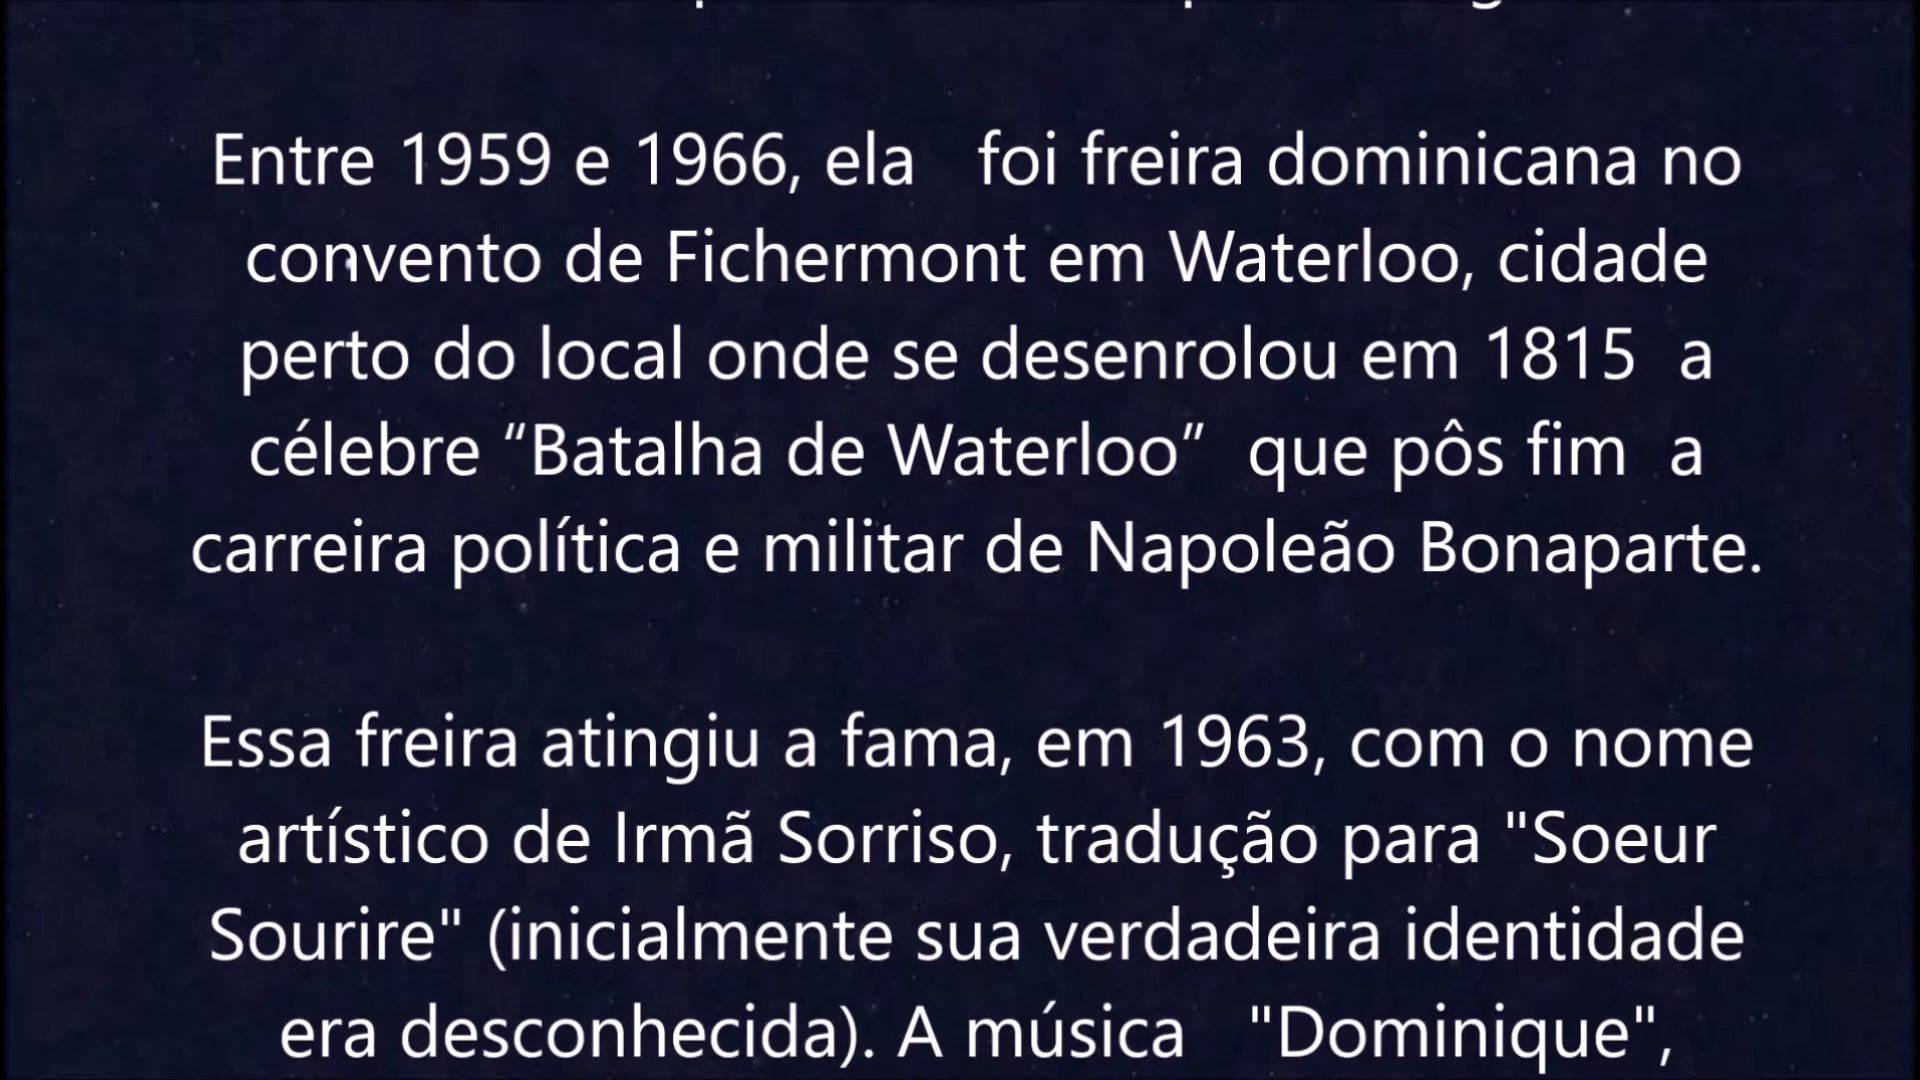 Entre 1959 e 1966, ela foi freira dominicana no
convento de Fichermont em Waterloo, cidade
perto do local onde se desenrolou em 1815 a
célebre “Batalha de Waterloo” que pôs fim a
carreira política e militar de Napoleão Bonaparte.
Essa freira atingiu a fama, em 1963, com o nome
artístico de Irmã Sorriso, tradução para "Soeur
Sourire" (inicialmente sua verdadeira identidade
era desconhecida). A música "Dominique",